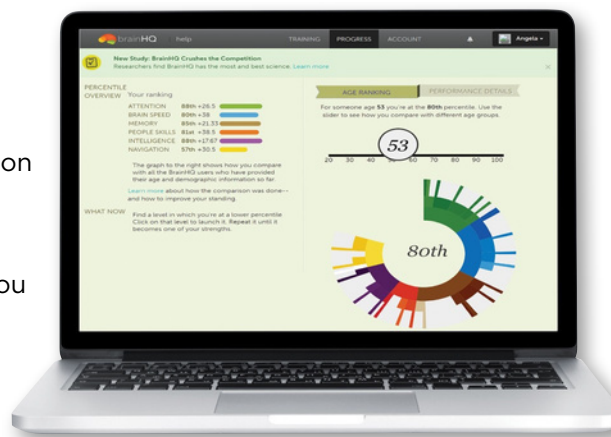 on
ou
brainHQ help TRAINING PROGRESS ACCOUNT Angela
New Study: BrainHQ Crushes the Competition
Researchers find BrainHQ has the most and best science. Learn more
PERCENTILE
OVERVIEW
Your ranking
ATTENTION 88th +26.5
BRAIN SPEED 80th +38
MEMORY 85th +21.33
PEOPLE SKILLS 81st +38.5
INTELLIGENCE 88th +17.67
NAVIGATION 57th +30.5
The graph to the right shows how you compare
with all the BrainHQ users who have provided
their age and demographic information so far.
Learn more about how the comparison was done—
and how to improve your standing.
WHAT NOW
Find a level in which you're at a lower percentile
Click on that level to launch it. Repeat it until it
becomes one of your strengths.
AGE RANKING PERFORMANCE DETAILS
For someone age 53 you're at the 80th percentile. Use the
slider to see how you compare with different age groups.
53
20 30 40 50 60 70 80 90 100
80th